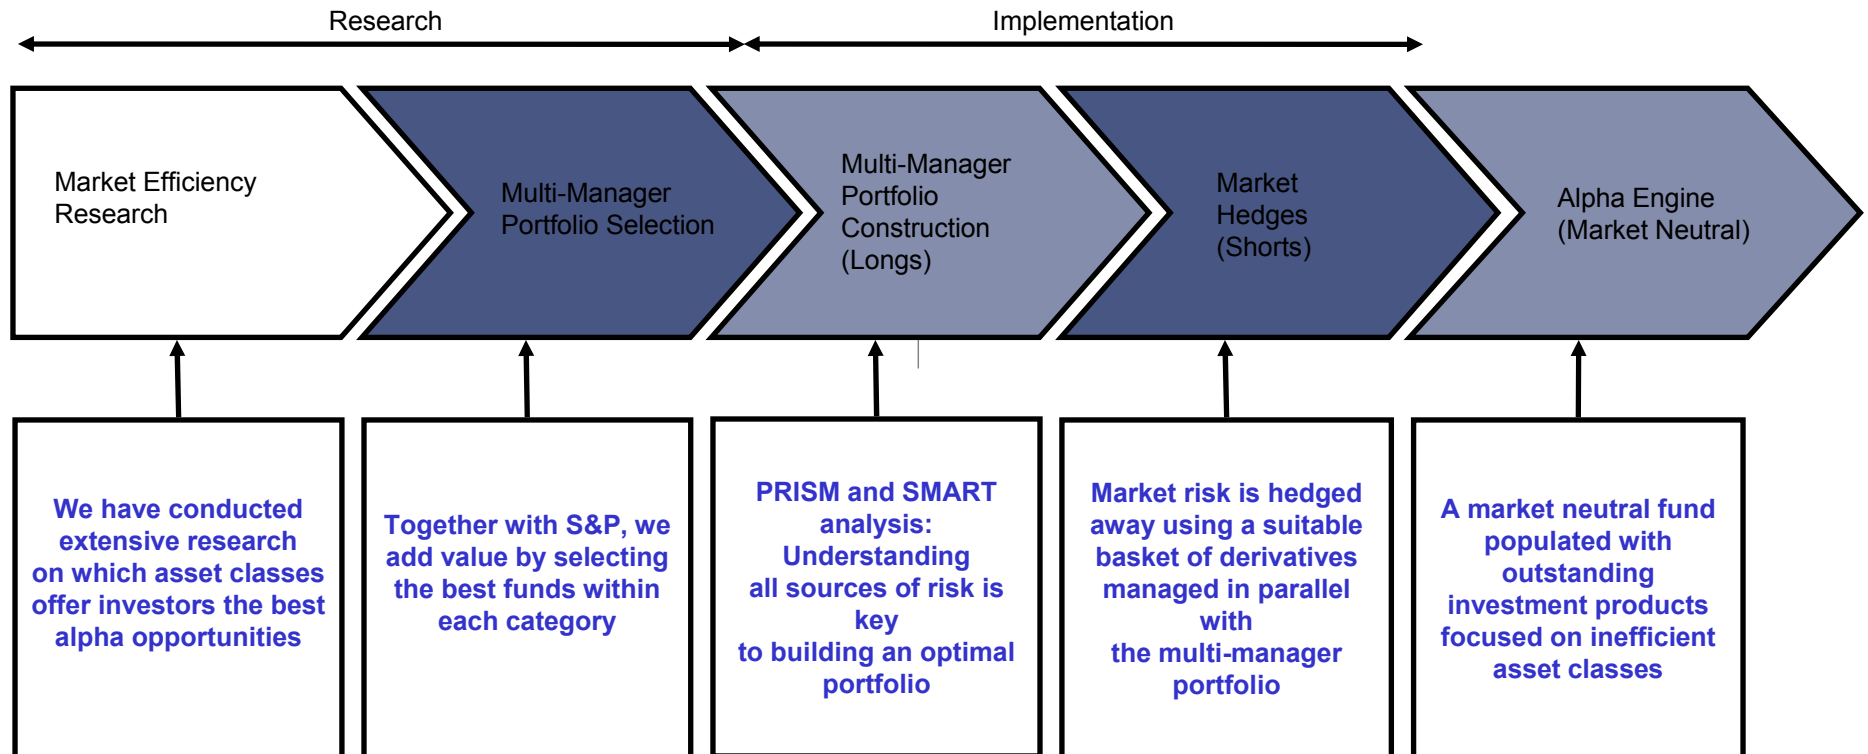 Research
Implementation
Market Efficiency
Research
Multi-Manager
Portfolio Selection
Multi-Manager
Portfolio
Construction
(Longs)
Market
Hedges
(Shorts)
Alpha Engine
(Market Neutral)
We have conducted
extensive research
on which asset classes
offer investors the best
alpha opportunities
Together with S&P, we
add value by selecting
the best funds within
each category
PRISM and SMART
analysis:
Understanding
all sources of risk is
key
to building an optimal
portfolio
Market risk is hedged
away using a suitable
basket of derivatives
managed in parallel
with
the multi-manager
portfolio
A market neutral fund
populated with
outstanding
investment products
focused on inefficient
asset classes